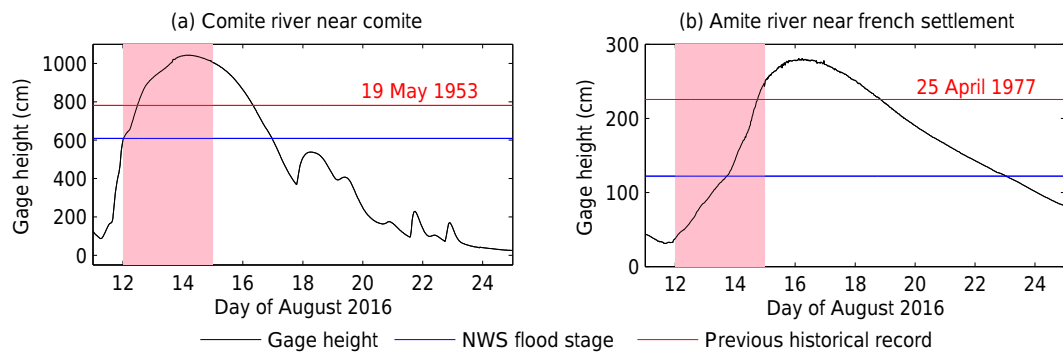 (a) Comite river near comite
Gage height (cm)
1000
800
600
400
200
0
19 May 1953
12 14 16 18 20 22 24
Day of August 2016
(b) Amite river near french settlement
Gage height (cm)
300
200
100
0
25 April 1977
12 14 16 18 20 22 24
Day of August 2016
Gage height NWS flood stage Previous historical record